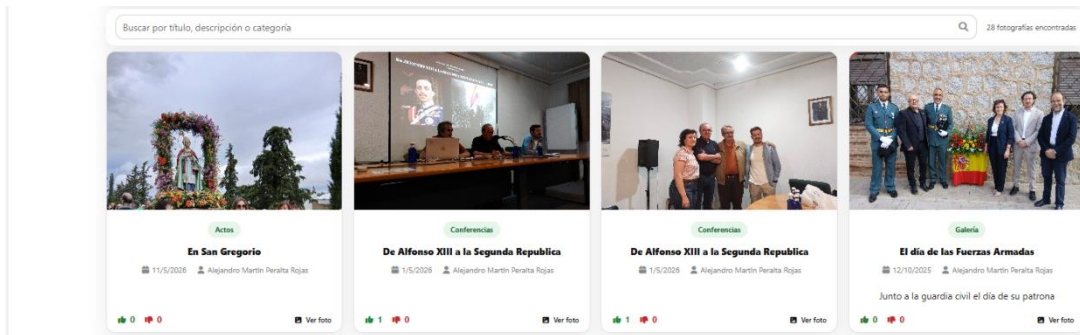 Buscar por título, descripción o categoría
28 fotografías encontradas
Actos
En San Gregorio
11/5/2026 Alejandro Martín Peralta Rojas
0 0 Ver foto
Conferencias
De Alfonso XIII a la Segunda Republica
1/5/2026 Alejandro Martín Peralta Rojas
1 0 Ver foto
Conferencias
De Alfonso XIII a la Segunda Republica
1/5/2026 Alejandro Martín Peralta Rojas
1 0 Ver foto
Galería
El día de las Fuerzas Armadas
12/10/2025 Alejandro Martín Peralta Rojas
Junto a la guardia civil el día de su patrona
0 0 Ver foto